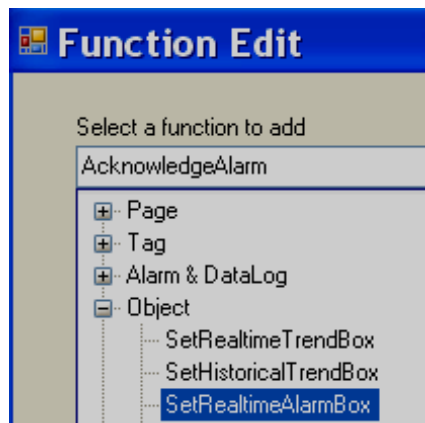 Function Edit
Select a function to add
AcknowledgeAlarm
Page
Tag
Alarm & DataLog
Object
SetRealtimeTrendBox
SetHistoricalTrendBox
SetRealtimeAlarmBox